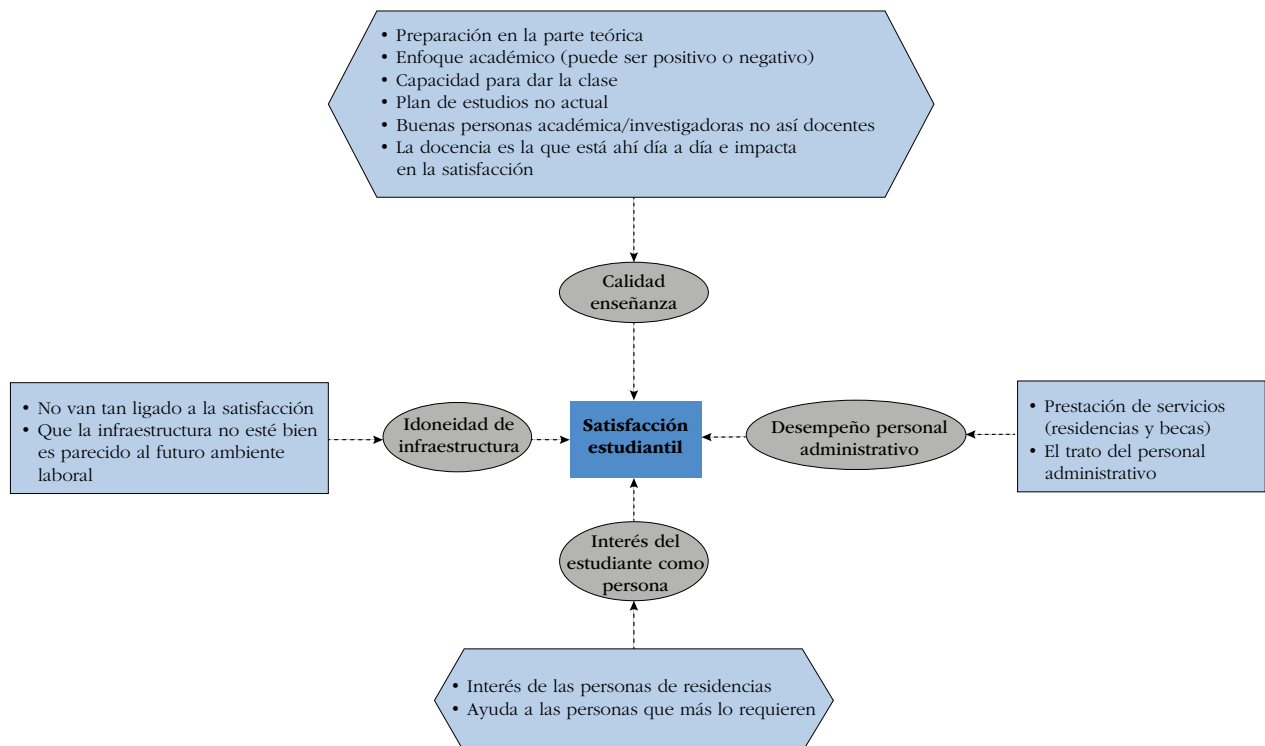 • Preparación en la parte teórica
• Enfoque académico (puede ser positivo o negativo)
• Capacidad para dar la clase
• Plan de estudios no actual
• Buenas personas académica/investigadoras no así docentes
• La docencia es la que está ahí día a día e impacta
en la satisfacción
Calidad
enseñanza
• No van tan ligado a la satisfacción
• Que la infraestructura no esté bien
es parecido al futuro ambiente
laboral
Idoneidad de
infraestructura
Satisfacción
estudiantil
Desempeño personal
administrativo
• Prestación de servicios
(residencias y becas)
• El trato del personal
administrativo
Interés del
estudiante como
persona
• Interés de las personas de residencias
• Ayuda a las personas que más lo requieren